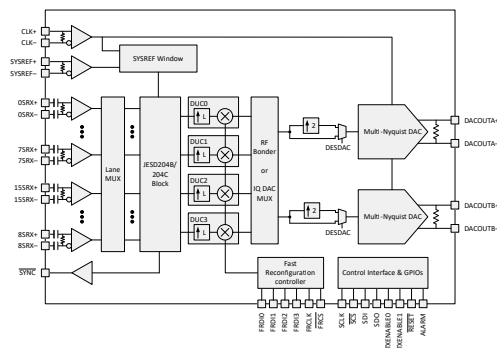 CLK+
CLK−
SYSREF+
SYSREF−
SYSREF Window
0SRX+
0SRX−
7SRX+
7SRX−
15SRX+
15SRX−
8SRX+
8SRX−
SYNC
Lane
MUX
JESD204B/
204C
Block
DUC0
L
DUC1
L
DUC2
L
DUC3
L
RF
Bonder
or
IQ DAC
MUX
2
DESDAC
2
DESDAC
Multi-Nyquist DAC
Multi-Nyquist DAC
DACOUTA+
DACOUTA-
DACOUTB+
DACOUTB-
Fast
Reconfiguration
controller
Control Interface & GPIOs
FRDI0
FRDI1
FRDI2
FRDI3
FRCLK
FRCS
SCLK
SCS
SDI
SDO
TXENABLE0
TXENABLE1
RESET
ALARM